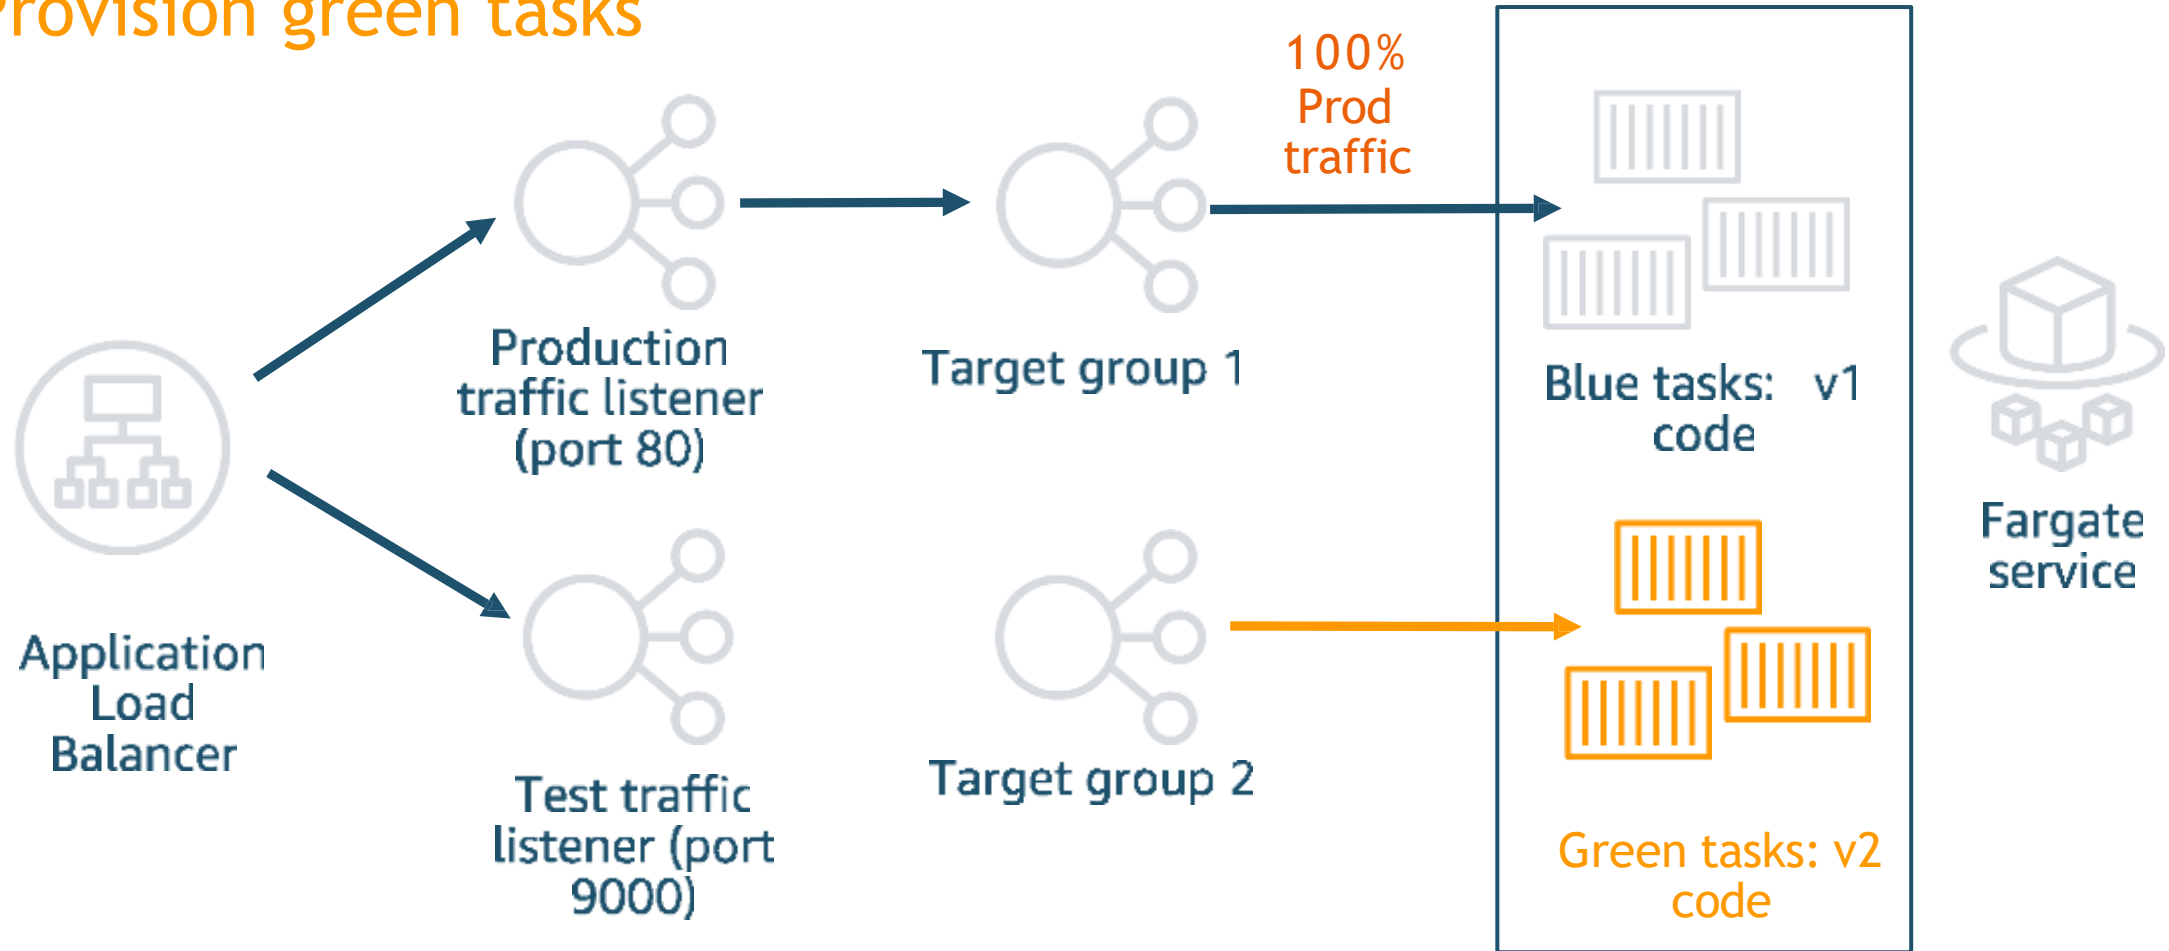 Provision green tasks
100%
Prod
traffic
Production
traffic listener
(port 80)
Target group 1
Blue tasks: v1
code
Fargate
service
Application
Load
Balancer
Test traffic
listener (port
9000)
Target group 2
Green tasks: v2
code